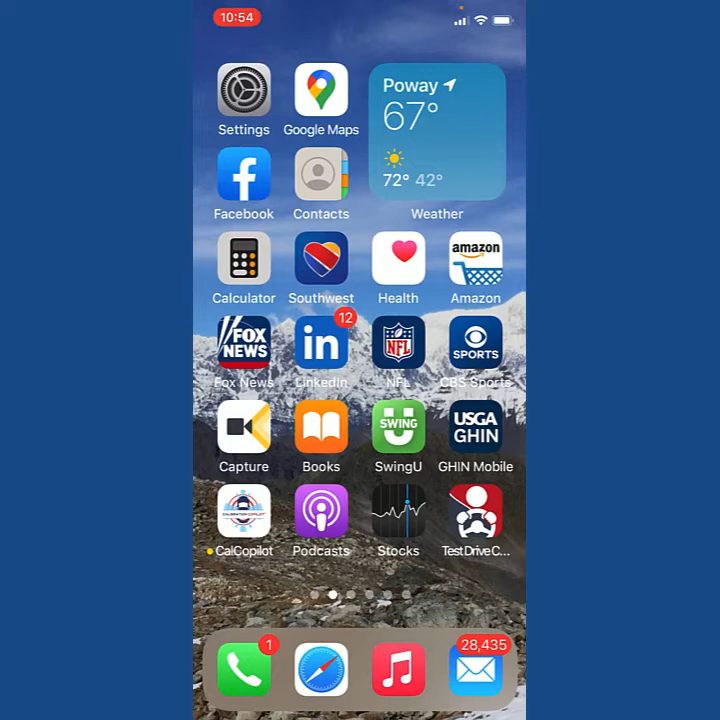 10:54
Settings
Google Maps
Poway
67°
72° 42°
Facebook
Contacts
Weather
amazon
Calculator
Southwest
Health
Amazon
12
FOX
NEWS
in
NFL
SPORTS
Fox News
LinkedIn
NFL
CBS Sports
SWING
U
USGA
GHIN
Capture
Books
SwingU
GHIN Mobile
CALIBRATION COPILOT
CalCopilot
Podcasts
Stocks
TestDriveC...
1
28,435